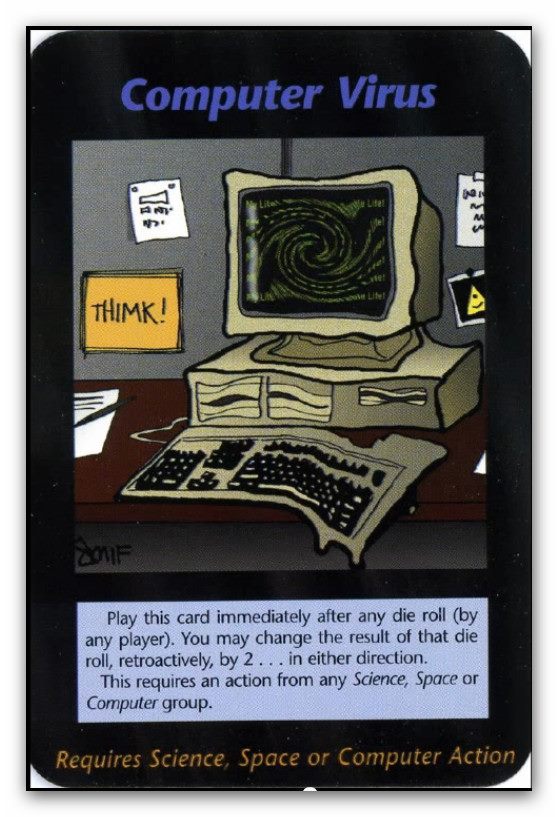 Computer Virus
THIMK!
Play this card immediately after any die roll (by
any player). You may change the result of that die
roll, retroactively, by 2 . . . in either direction.
This requires an action from any Science, Space or
Computer group.
Requires Science, Space or Computer Action